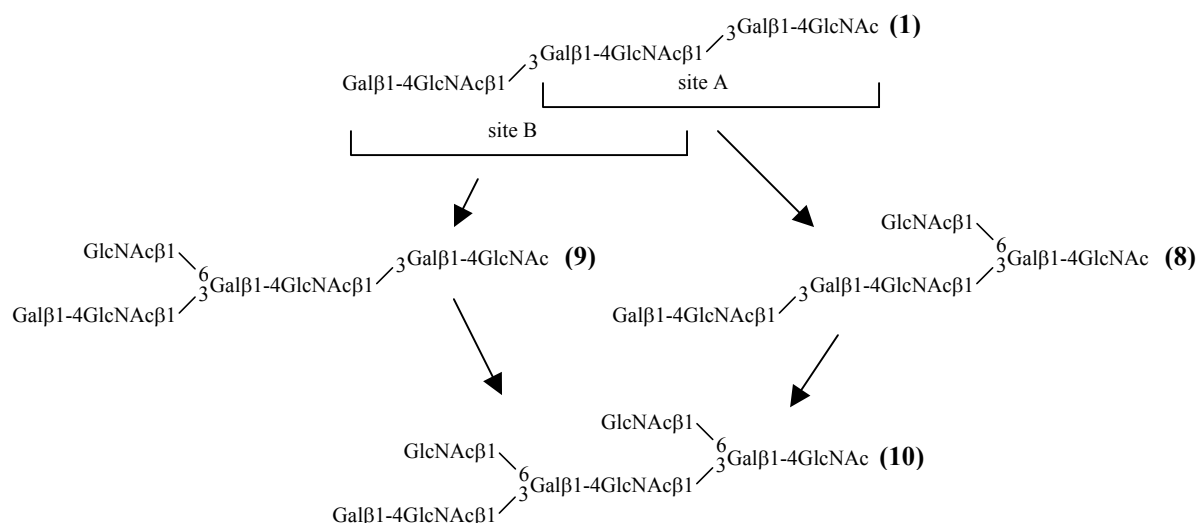 3Galβ1-4GlcNAc (1)
3Galβ1-4GlcNAcβ1
Galβ1-4GlcNAcβ1
site A
site B
GlcNAcβ1
6
3Galβ1-4GlcNAc (8)
GlcNAcβ1
3Galβ1-4GlcNAc (9)
6
3Galβ1-4GlcNAcβ1
3Galβ1-4GlcNAcβ1
Galβ1-4GlcNAcβ1
Galβ1-4GlcNAcβ1
GlcNAcβ1
6
3Galβ1-4GlcNAc (10)
GlcNAcβ1
6
3Galβ1-4GlcNAcβ1
Galβ1-4GlcNAcβ1